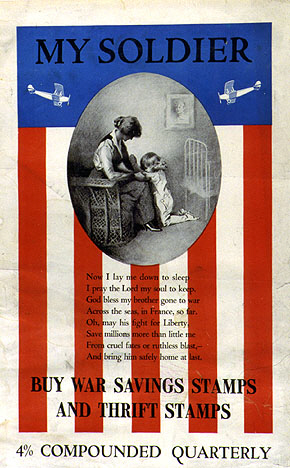 MY SOLDIER
Now I lay me down to sleep
I pray the Lord my soul to keep.
God bless my brother gone to war
Across the seas, in France, so far.
Oh, may his fight for Liberty,
Save millions more than little me
From cruel fates or ruthless blast,—
And bring him safely home at last.
BUY WAR SAVINGS STAMPS
AND THRIFT STAMPS
4% COMPOUNDED QUARTERLY